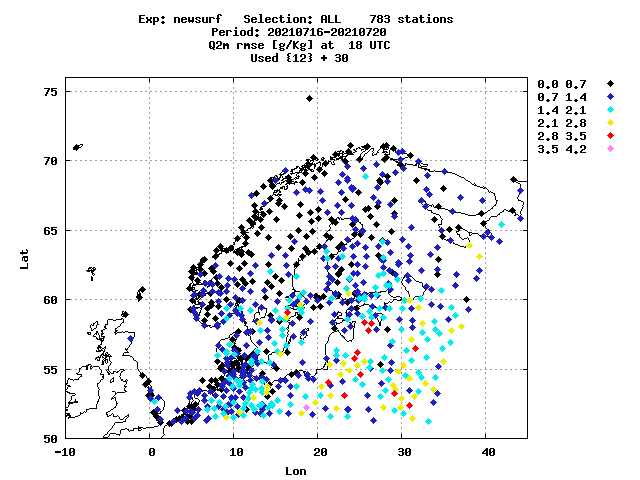 Exp: newsurf   Selection: ALL    783 stations
Period: 20210716-20210720
Q2m rmse [g/Kg] at  18 UTC
Used {12} + 30
0.0 0.7
0.7 1.4
1.4 2.1
2.1 2.8
2.8 3.5
3.5 4.2
75
70
65
60
55
50
Lat
-10 0 10 20 30 40
Lon